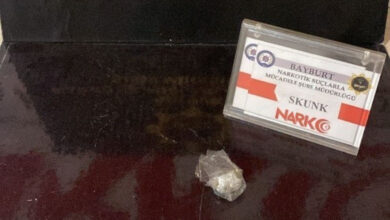 BAYBURT
NARKOTİK SUÇLARLA
MÜCADELE ŞUBE MÜDÜRLÜĞÜ
SKUNK
NARKO